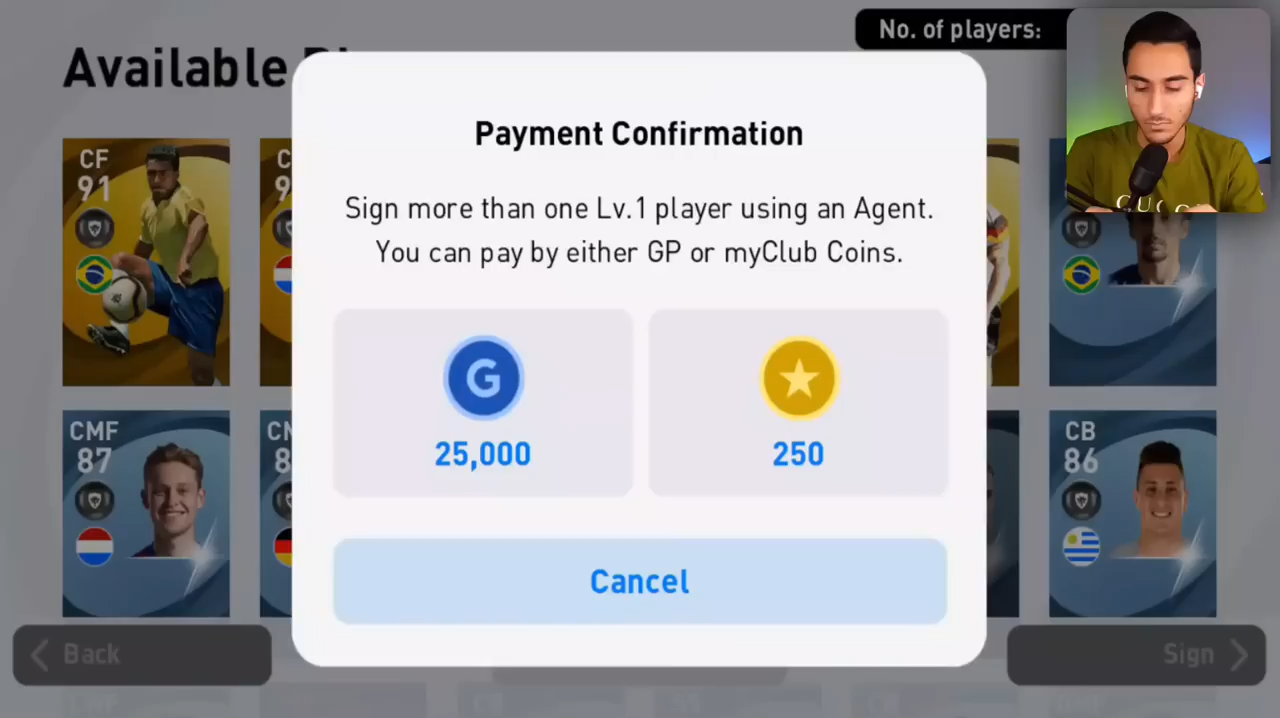 Available
No. of players:
Payment Confirmation
Sign more than one Lv.1 player using an Agent.
You can pay by either GP or myClub Coins.
G
25,000
250
Cancel
CF
91
CMF
87
CB
86
Back
Sign